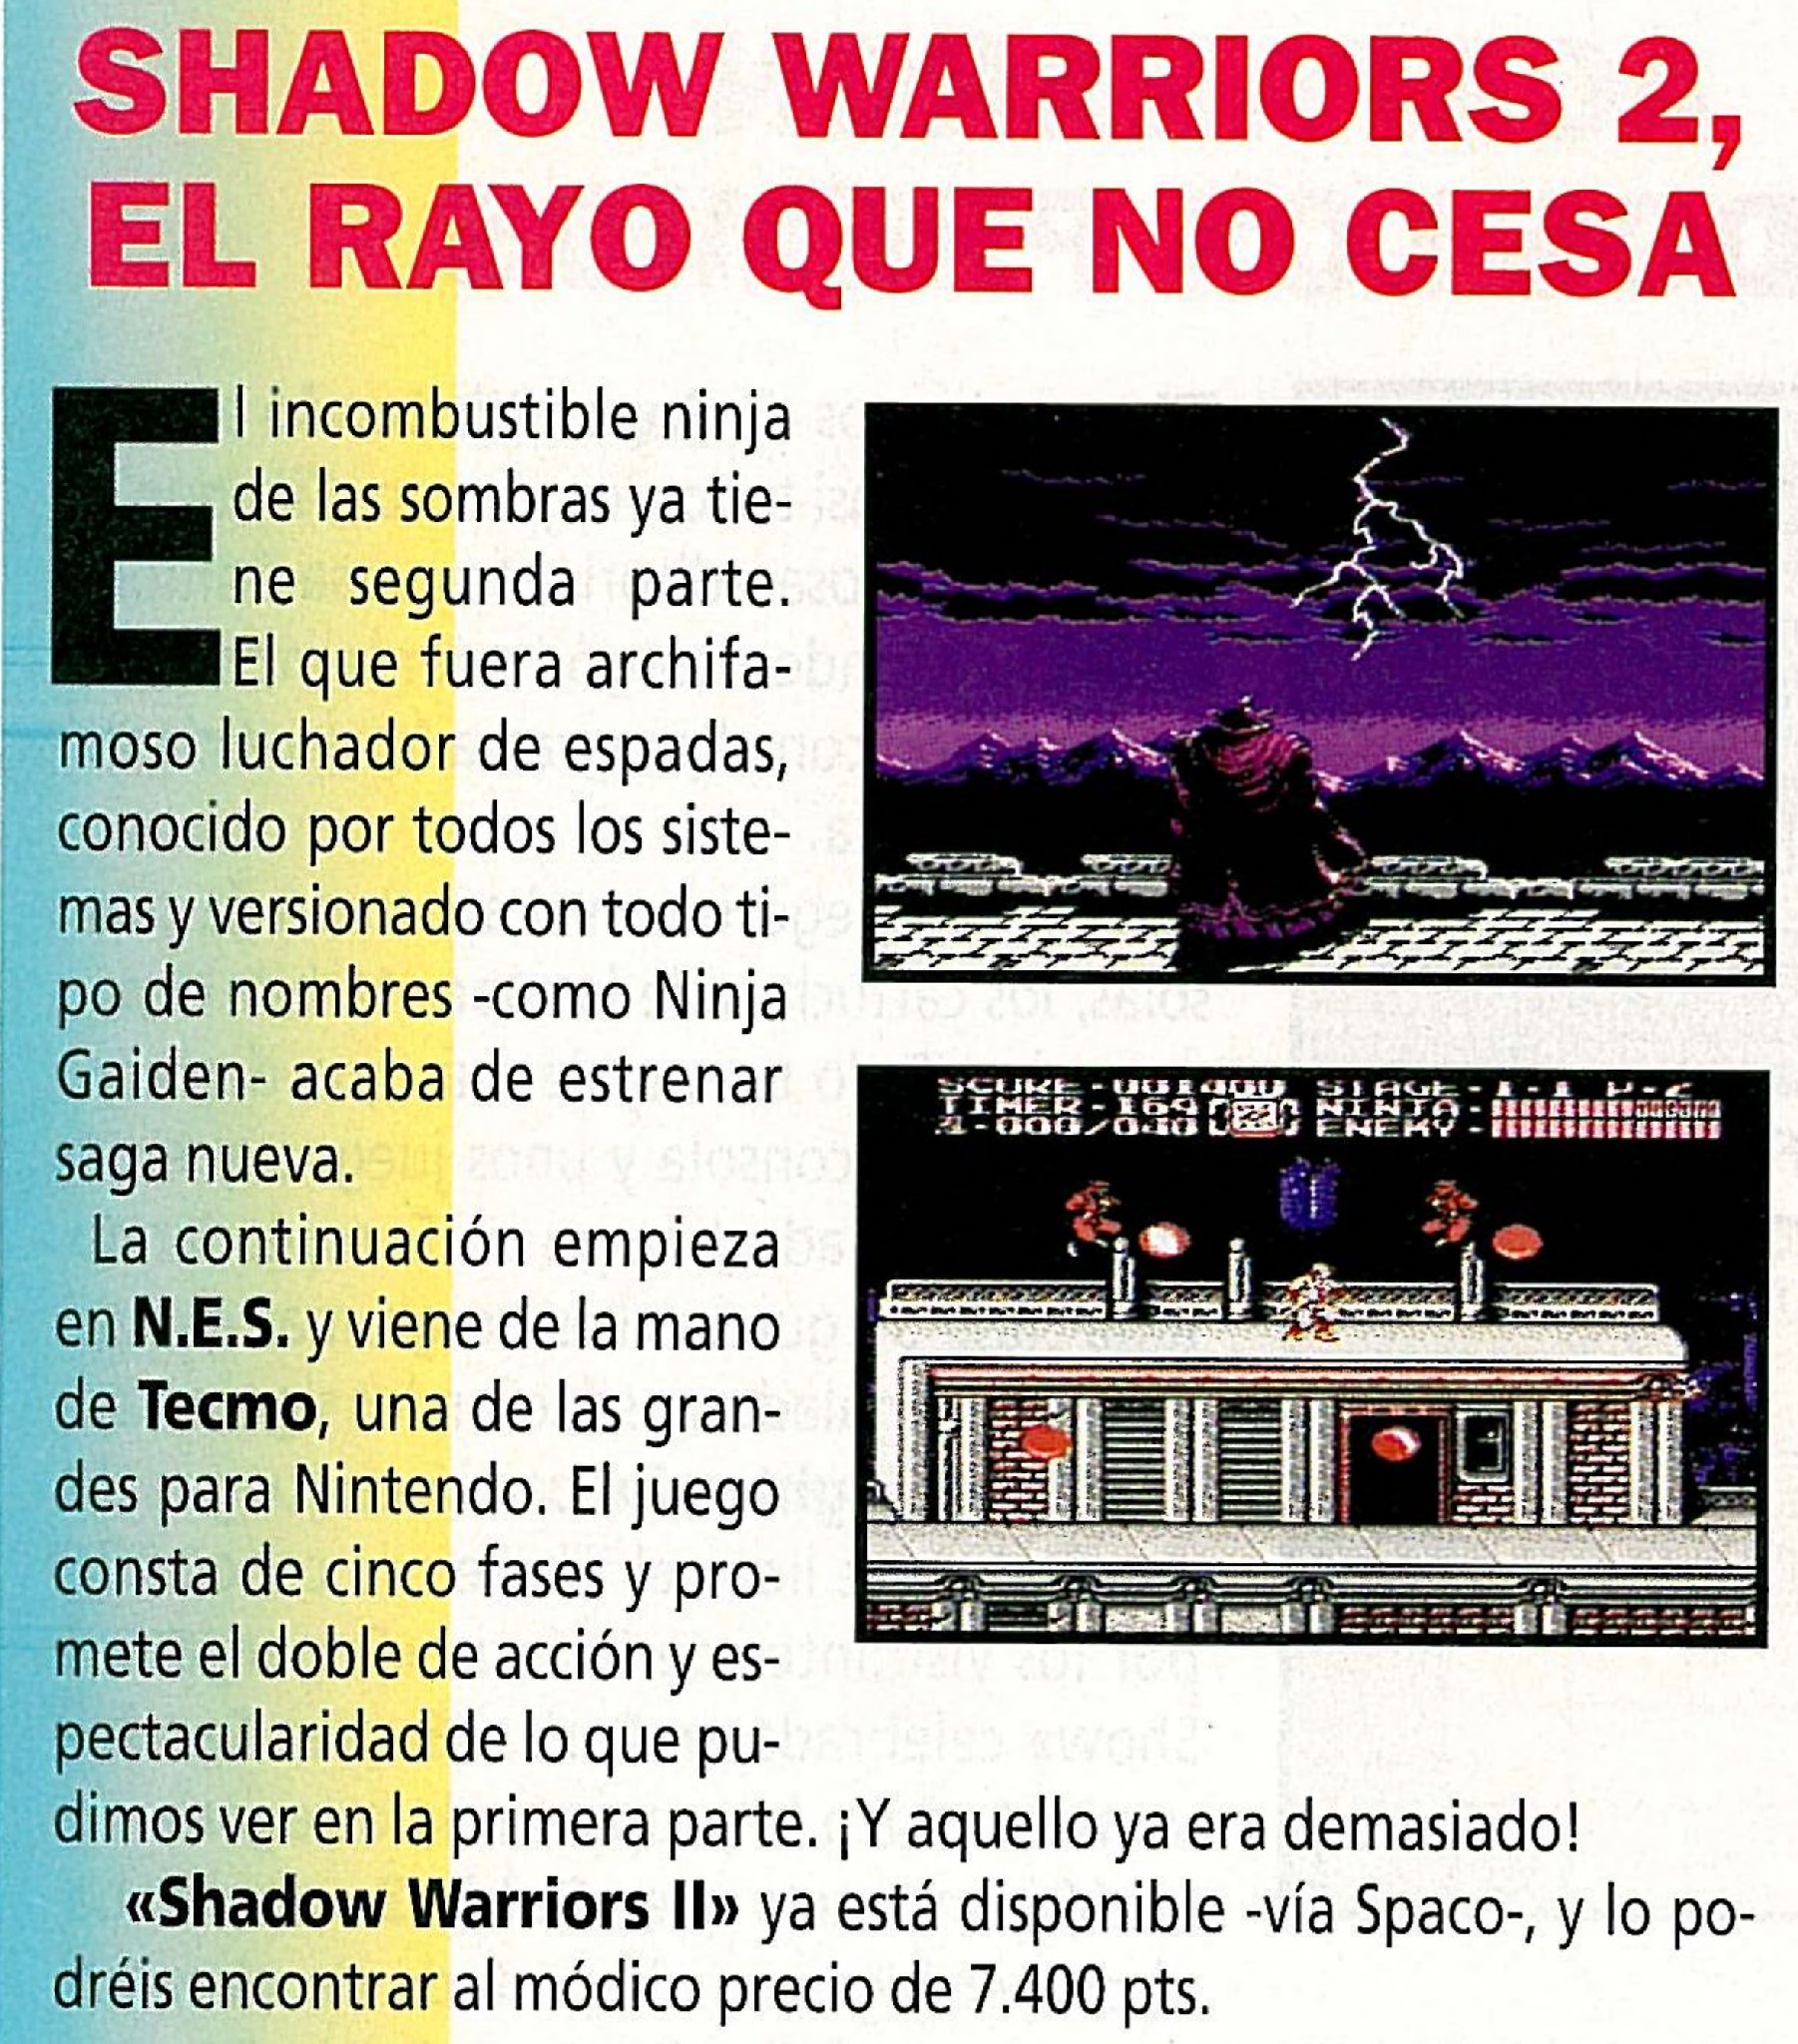 SHADOW WARRIORS 2,
EL RAYO QUE NO CESA
El incombustible ninja
de las sombras ya tie-
ne segunda parte.
El que fuera archifa-
moso luchador de espadas,
conocido por todos los siste-
mas y versionado con todo ti-
po de nombres -como Ninja
Gaiden- acaba de estrenar
saga nueva.
La continuación empieza
en N.E.S. y viene de la mano
de Tecmo, una de las gran-
des para Nintendo. El juego
consta de cinco fases y pro-
mete el doble de acción y es-
pectacularidad de lo que pu-
dimos ver en la primera parte. ¡Y aquello ya era demasiado!
«Shadow Warriors II» ya está disponible -vía Spaco-, y lo po-
dréis encontrar al módico precio de 7.400 pts.
SCORE-001400 STAGE-1-1 P-2
TIMER-169 NINJA-
-000/040 ENEMY-